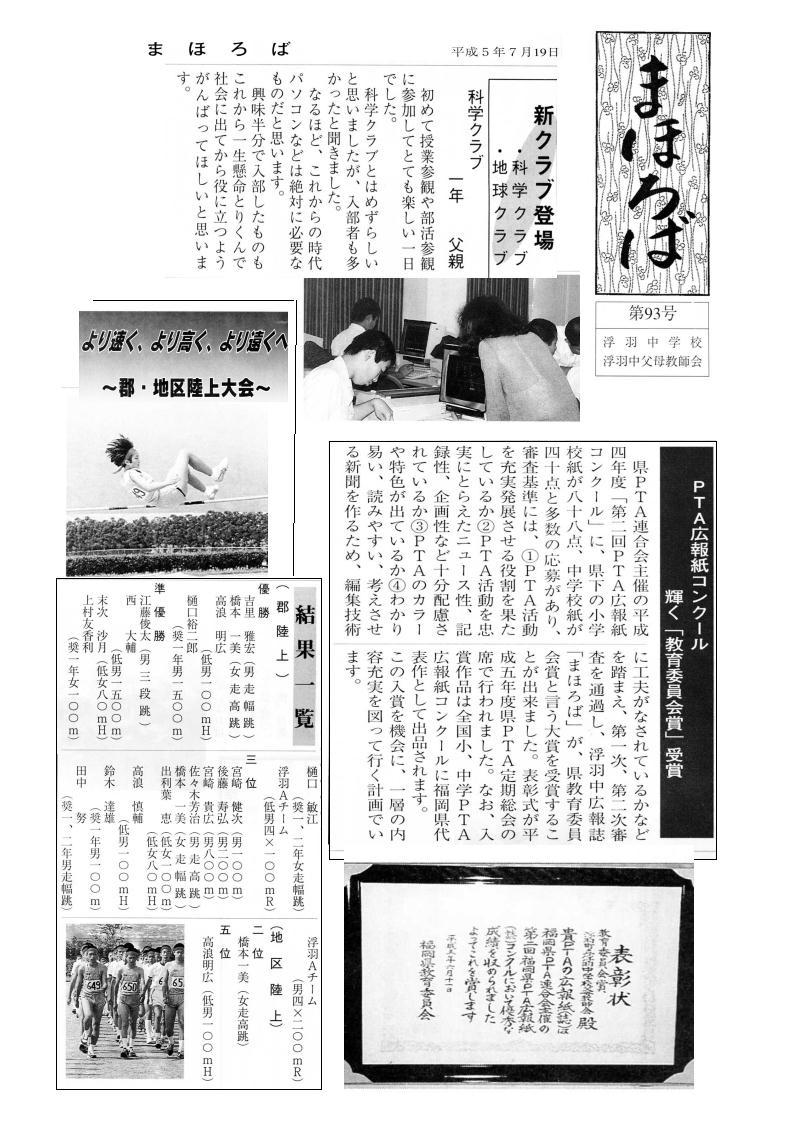 まほろば
平成5年7月19日
まほろば
第93号
浮羽中学校
浮羽中父母教師会
新クラブ登場
・科学クラブ
・地球クラブ
科学クラブ
一年　父親
初めて授業参観や部活参観
に参加してとても楽しい一日
でした。
科学クラブとはめずらしい
と思いましたが、入部者も多
かったと聞きました。
なるほど、これからの時代
パソコンなどは絶対に必要な
ものだと思います。
興味半分で入部したものも
これから一生懸命とりくんで
社会に出てから役に立つよう
がんばってほしいと思いま
す。
より速く、より高く、より遠くへ
～郡・地区陸上大会～
PTA広報紙コンクール
輝く「教育委員会賞」受賞
県PTA連合会主催の平成
四年度「第二回PTA広報紙
コンクール」に、県下の小学
校紙が八十八点、中学校紙が
四十点と多数の応募があり、
審査基準には、①PTA活動
を充実発展させる役割を果た
しているか②PTA活動を忠
実にとらえたニュース性、記
録性、企画性など十分配慮さ
れているか③PTAのカラー
や特色が出ているか④わかり
易い、読みやすい、考えさせ
る新聞を作るため、編集技術
に工夫がなされているかなど
を踏まえ、第一次、第二次審
査を通過し、浮羽中広報誌
「まほろば」が、県教育委員
会賞と言う大賞を受賞するこ
とが出来ました。表彰式が平
成五年度県PTA定期総会の
席で行われました。なお、入
賞作品は全国小、中学PTA
広報紙コンクールに福岡県代
表作として出品されます。
この入賞を機会に、一層の内
容充実を図って行く計画でい
ます。
結果一覧
（郡陸上）
優勝
吉里　雅宏（男走幅跳）
橋本　一美（女走高跳）
高浪　明広
（低男一〇〇mH）
樋口裕二郎
（奨一年男一五〇〇m）
準優勝
江藤俊太（男三段跳）
西　大輔
（低男一五〇〇m）
末次　沙月（低女八〇mH）
上村友香利
（奨一年女一〇〇m）
樋口　敏江
（奨一、二年女走幅跳）
浮羽Aチーム
（低男四×一〇〇mR）
三位
宮崎　健次（男一〇〇m）
後藤　寿弘（男二〇〇m）
宮崎　貴広（男八〇〇m）
佐々木芳治（男走高跳）
橋本　一美（女走幅跳）
出利葉　恵（低女一〇〇m）
（低女八〇mH）
高浪　慎輔
（低男一〇〇mH）
鈴木　達雄
（奨一年男一〇〇m）
田中　努
（奨一、二年男走幅跳）
浮羽Aチーム
（男四×二〇〇mR）
（地区陸上）
二位
橋本一美（女走高跳）
五位
高浪明広（低男一〇〇mH）
649
650
65
表彰状
教育委員会賞
殿
貴PTAの広報紙(誌)は
福岡県PTA連合会主催の
第二回福岡県PTA広報紙
(誌)コンクールにおいて優秀な
成績を収められました
よってこれを賞します
福岡県教育委員会